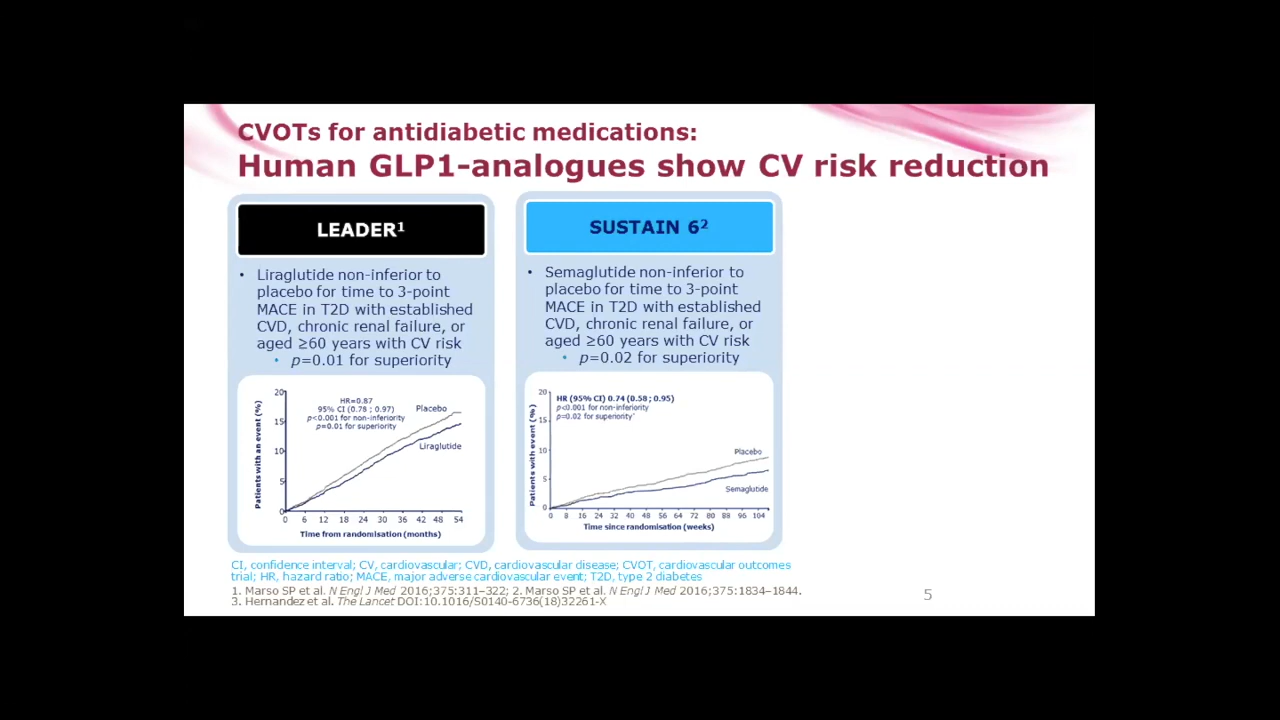 CVOTs for antidiabetic medications:
Human GLP1-analogues show CV risk reduction
LEADER¹
• Liraglutide non-inferior to
placebo for time to 3-point
MACE in T2D with established
CVD, chronic renal failure, or
aged ≥60 years with CV risk
• p=0.01 for superiority
Patients with an event (%)
20
15
10
5
0
HR=0.87
95% CI (0.78 ; 0.97)
p<0.001 for non-inferiority
p=0.01 for superiority
Placebo
Liraglutide
0 6 12 18 24 30 36 42 48 54
Time from randomisation (months)
SUSTAIN 6²
• Semaglutide non-inferior to
placebo for time to 3-point
MACE in T2D with established
CVD, chronic renal failure, or
aged ≥60 years with CV risk
• p=0.02 for superiority
Patients with event (%)
20
15
10
5
0
HR (95% CI) 0.74 (0.58 ; 0.95)
p<0.001 for non-inferiority
p=0.02 for superiority*
Placebo
Semaglutide
0 8 16 24 32 40 48 56 64 72 80 88 96 104
Time since randomisation (weeks)
CI, confidence interval; CV, cardiovascular; CVD, cardiovascular disease; CVOT, cardiovascular outcomes
trial; HR, hazard ratio; MACE, major adverse cardiovascular event; T2D, type 2 diabetes
1. Marso SP et al. N Engl J Med 2016;375:311–322; 2. Marso SP et al. N Engl J Med 2016;375:1834–1844.
3. Hernandez et al. The Lancet DOI:10.1016/S0140-6736(18)32261-X
5